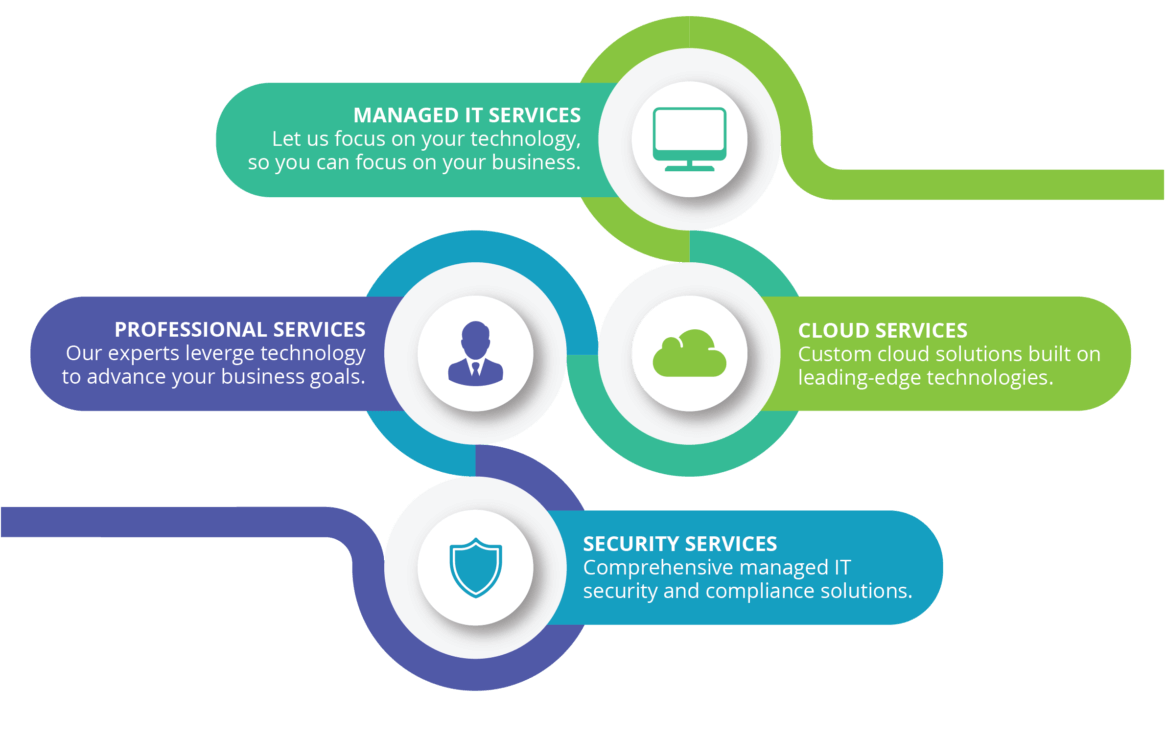 MANAGED IT SERVICES
Let us focus on your technology,
so you can focus on your business.
PROFESSIONAL SERVICES
Our experts leverge technology
to advance your business goals.
CLOUD SERVICES
Custom cloud solutions built on
leading-edge technologies.
SECURITY SERVICES
Comprehensive managed IT
security and compliance solutions.